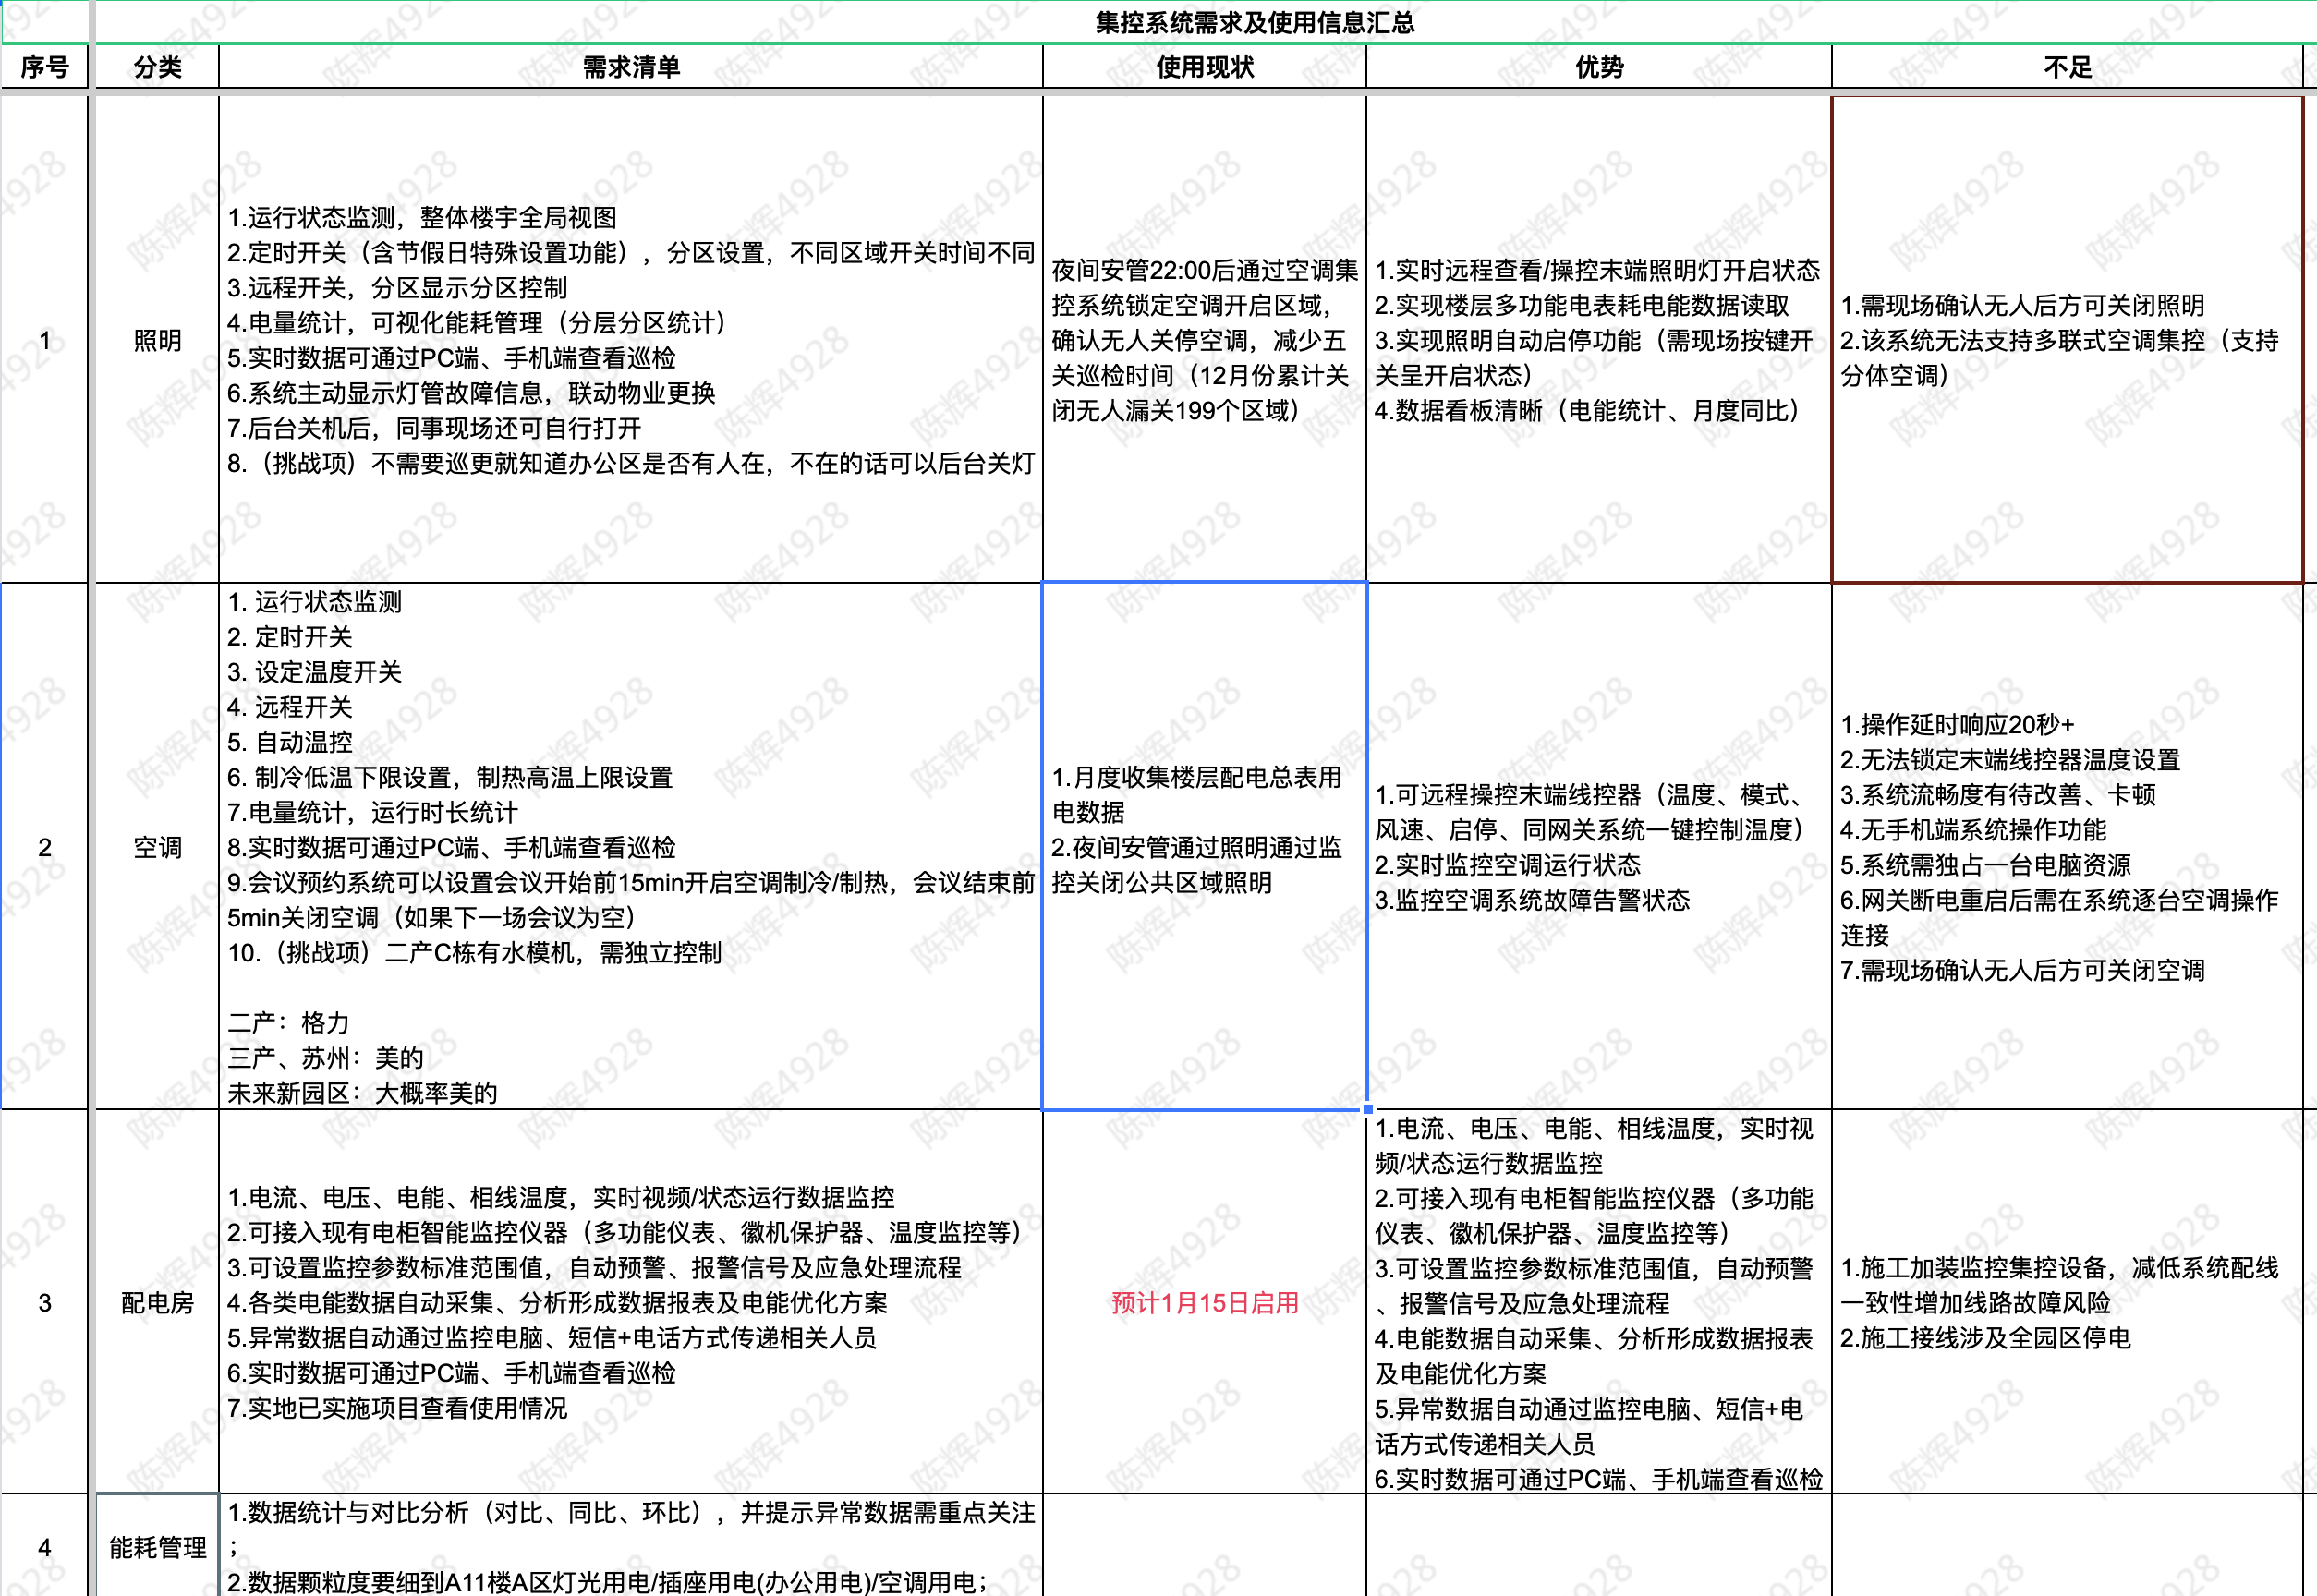 集控系统需求及使用信息汇总
序号 分类 需求清单 使用现状 优势 不足
1
照明
1.运行状态监测，整体楼宇全局视图
2.定时开关（含节假日特殊设置功能），分区设置，不同区域开关时间不同
3.远程开关，分区显示分区控制
4.电量统计，可视化能耗管理（分层分区统计）
5.实时数据可通过PC端、手机端查看巡检
6.系统主动显示灯管故障信息，联动物业更换
7.后台关机后，同事现场还可自行打开
8.（挑战项）不需要巡更就知道办公区是否有人在，不在的话可以后台关灯
夜间安管22:00后通过空调集
控系统锁定空调开启区域，
确认无人关停空调，减少五
关巡检时间（12月份累计关
闭无人漏关199个区域）
1.实时远程查看/操控末端照明灯开启状态
2.实现楼层多功能电表耗电能数据读取
3.实现照明自动启停功能（需现场按键开
关呈开启状态）
4.数据看板清晰（电能统计、月度同比）
1.需现场确认无人后方可关闭照明
2.该系统无法支持多联式空调集控（支持
分体空调）
2
空调
1. 运行状态监测
2. 定时开关
3. 设定温度开关
4. 远程开关
5. 自动温控
6. 制冷低温下限设置，制热高温上限设置
7.电量统计，运行时长统计
8.实时数据可通过PC端、手机端查看巡检
9.会议预约系统可以设置会议开始前15min开启空调制冷/制热，会议结束前
5min关闭空调（如果下一场会议为空）
10.（挑战项）二产C栋有水模机，需独立控制
二产：格力
三产、苏州：美的
未来新园区：大概率美的
1.月度收集楼层配电总表用
电数据
2.夜间安管通过照明通过监
控关闭公共区域照明
1.可远程操控末端线控器（温度、模式、
风速、启停、同网关系统一键控制温度）
2.实时监控空调运行状态
3.监控空调系统故障告警状态
1.操作延时响应20秒+
2.无法锁定末端线控器温度设置
3.系统流畅度有待改善、卡顿
4.无手机端系统操作功能
5.系统需独占一台电脑资源
6.网关断电重启后需在系统逐台空调操作
连接
7.需现场确认无人后方可关闭空调
3
配电房
1.电流、电压、电能、相线温度，实时视频/状态运行数据监控
2.可接入现有电柜智能监控仪器（多功能仪表、徽机保护器、温度监控等）
3.可设置监控参数标准范围值，自动预警、报警信号及应急处理流程
4.各类电能数据自动采集、分析形成数据报表及电能优化方案
5.异常数据自动通过监控电脑、短信+电话方式传递相关人员
6.实时数据可通过PC端、手机端查看巡检
7.实地已实施项目查看使用情况
预计1月15日启用
1.电流、电压、电能、相线温度，实时视
频/状态运行数据监控
2.可接入现有电柜智能监控仪器（多功能
仪表、徽机保护器、温度监控等）
3.可设置监控参数标准范围值，自动预警
、报警信号及应急处理流程
4.电能数据自动采集、分析形成数据报表
及电能优化方案
5.异常数据自动通过监控电脑、短信+电
话方式传递相关人员
6.实时数据可通过PC端、手机端查看巡检
1.施工加装监控集控设备，减低系统配线
一致性增加线路故障风险
2.施工接线涉及全园区停电
4
能耗管理
1.数据统计与对比分析（对比、同比、环比），并提示异常数据需重点关注
；
2.数据颗粒度要细到A11楼A区灯光用电/插座用电(办公用电)/空调用电；
陈辉4928